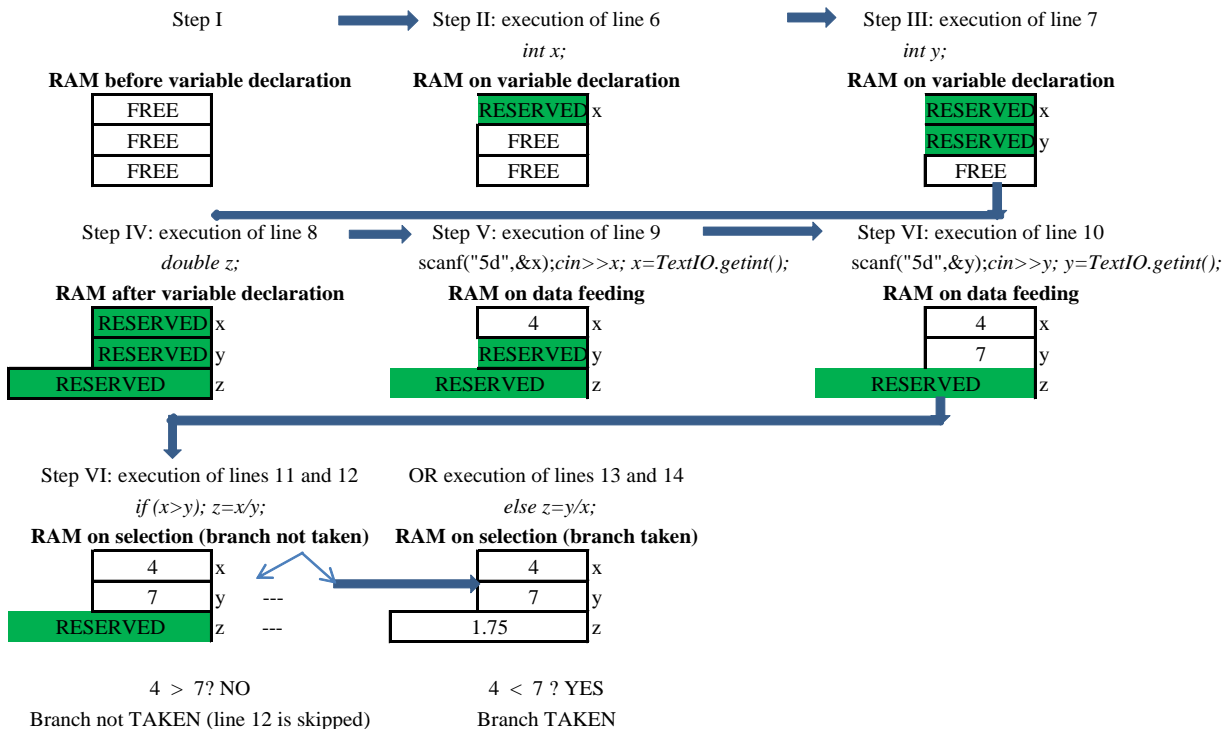 Step I Step II: execution of line 6 Step III: execution of line 7
int x; int y;
RAM before variable declaration RAM on variable declaration RAM on variable declaration
FREE RESERVED x RESERVED x
FREE FREE RESERVED y
FREE FREE FREE
Step IV: execution of line 8 Step V: execution of line 9 Step VI: execution of line 10
double z; scanf("5d",&x);cin>>x; x=TextIO.getint(); scanf("5d",&y);cin>>y; y=TextIO.getint();
RAM after variable declaration RAM on data feeding RAM on data feeding
RESERVED x 4 x 4 x
RESERVED y RESERVED y 7 y
RESERVED z RESERVED z RESERVED z
Step VI: execution of lines 11 and 12 OR execution of lines 13 and 14
if (x>y); z=x/y; else z=y/x;
RAM on selection (branch not taken) RAM on selection (branch taken)
4 x 4 x
7 y --- 7 y
RESERVED z --- 1.75 z
4 > 7? NO 4 < 7 ? YES
Branch not TAKEN (line 12 is skipped) Branch TAKEN